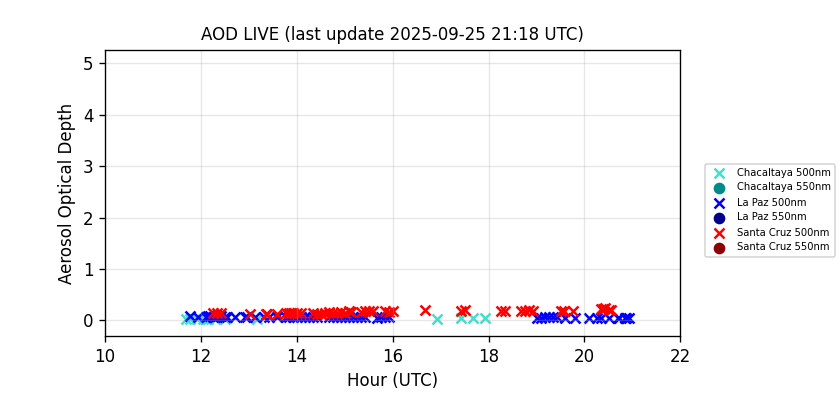 AOD LIVE (last update 2025-09-25 21:18 UTC)
Aerosol Optical Depth
5
4
3
2
1
0
10 12 14 16 18 20 22
Hour (UTC)
Chacaltaya 500nm
Chacaltaya 550nm
La Paz 500nm
La Paz 550nm
Santa Cruz 500nm
Santa Cruz 550nm